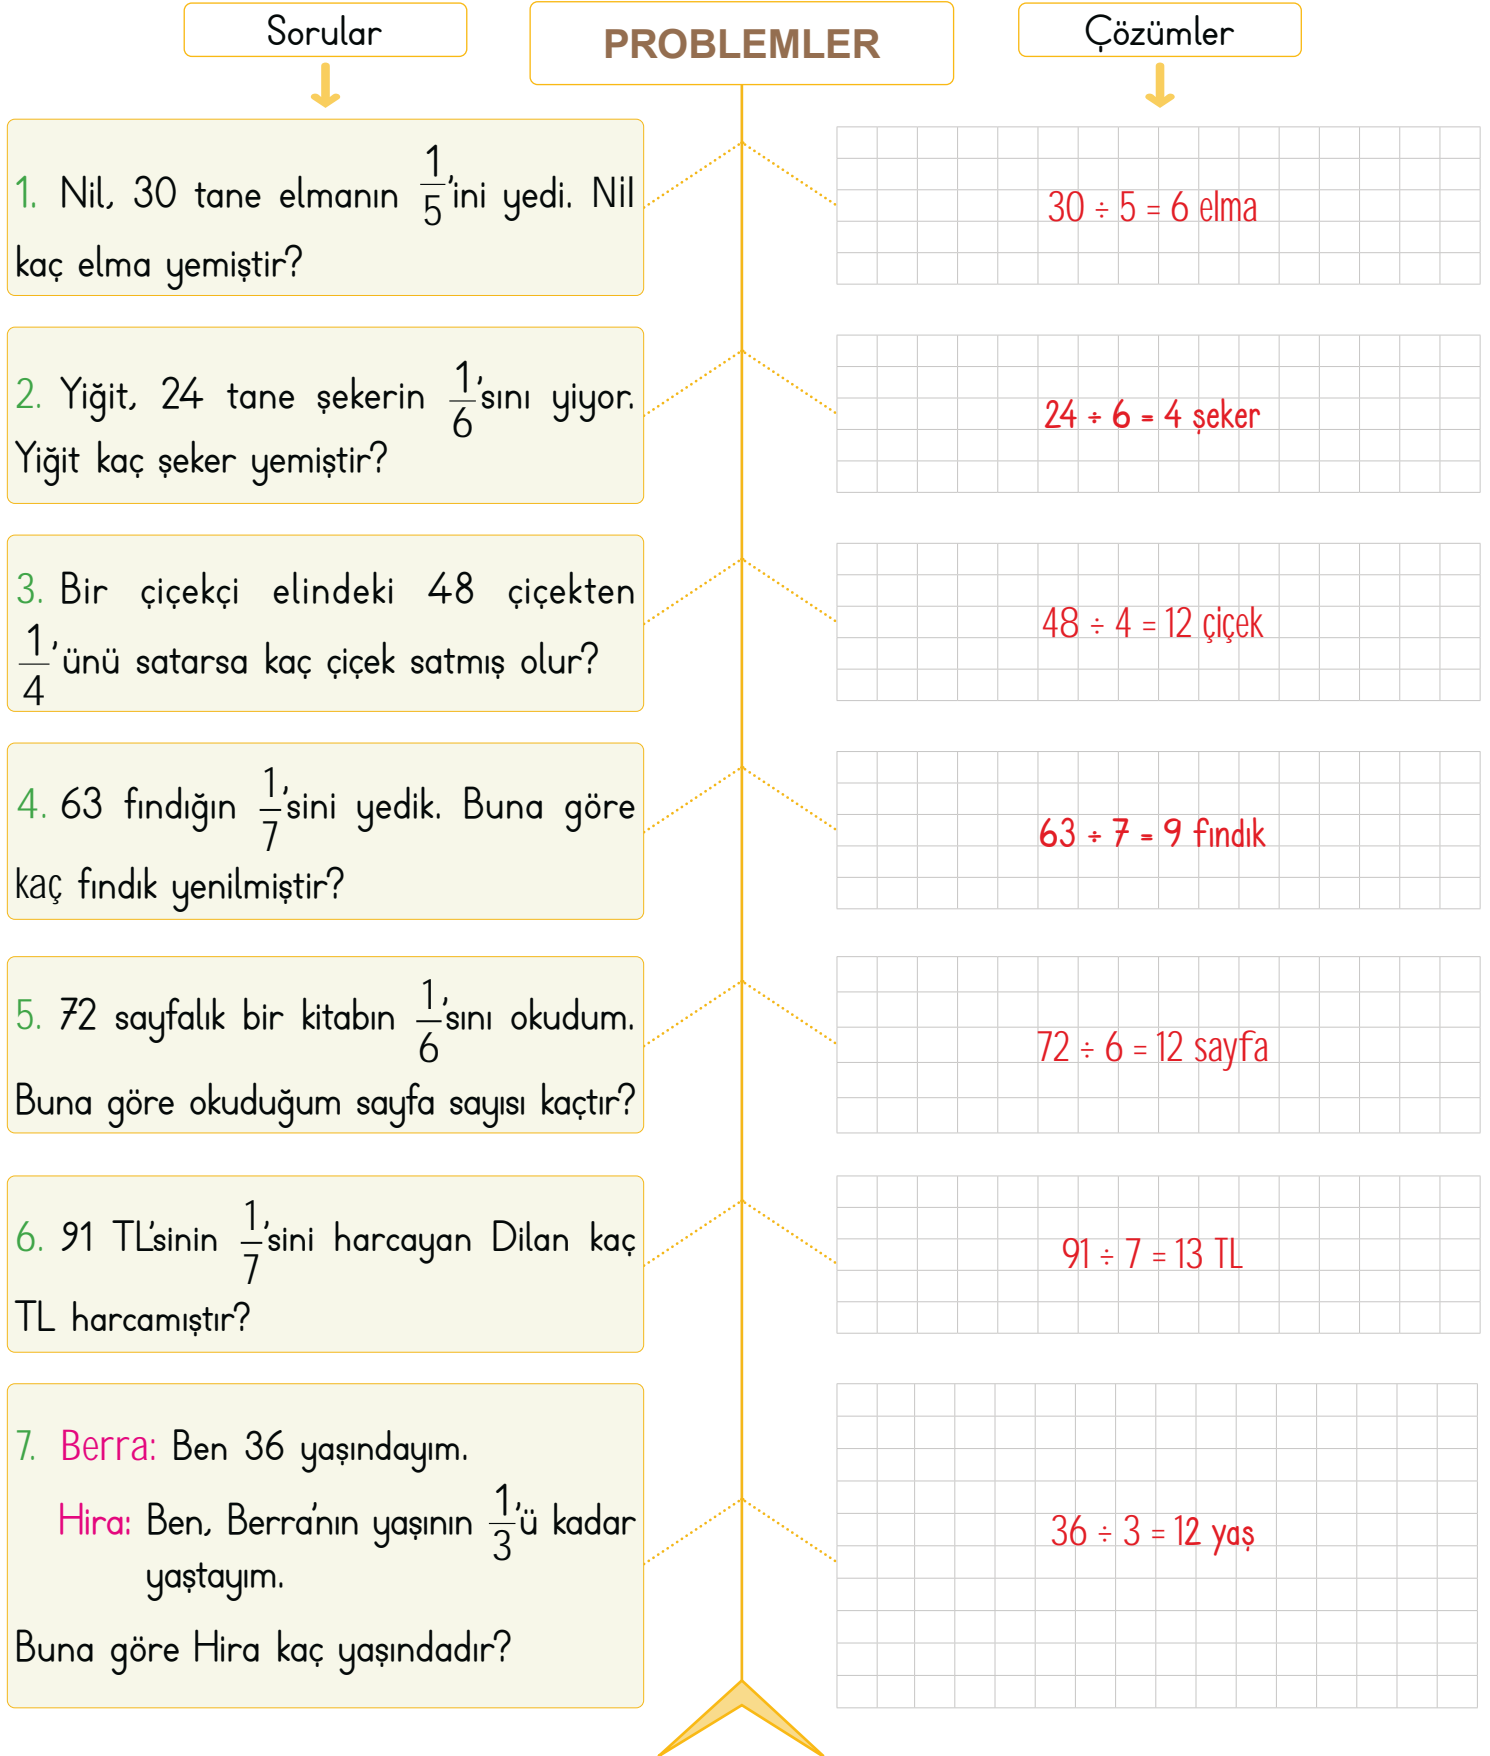 Sorular
PROBLEMLER
Çözümler
1. Nil, 30 tane elmanın 1/5'ini yedi. Nil
kaç elma yemiştir?
30 ÷ 5 = 6 elma
2. Yiğit, 24 tane şekerin 1/6'sını yiyor.
Yiğit kaç şeker yemiştir?
24 ÷ 6 = 4 şeker
3. Bir çiçekçi elindeki 48 çiçekten
1/4'ünü satarsa kaç çiçek satmış olur?
48 ÷ 4 = 12 çiçek
4. 63 fındığın 1/7'sini yedik. Buna göre
kaç fındık yenilmiştir?
63 ÷ 7 = 9 fındık
5. 72 sayfalık bir kitabın 1/6'sını okudum.
Buna göre okuduğum sayfa sayısı kaçtır?
72 ÷ 6 = 12 sayfa
6. 91 TL'sinin 1/7'sini harcayan Dilan kaç
TL harcamıştır?
91 ÷ 7 = 13 TL
7. Berra: Ben 36 yaşındayım.
Hira: Ben, Berra'nın yaşının 1/3'ü kadar
yaştayım.
Buna göre Hira kaç yaşındadır?
36 ÷ 3 = 12 yaş